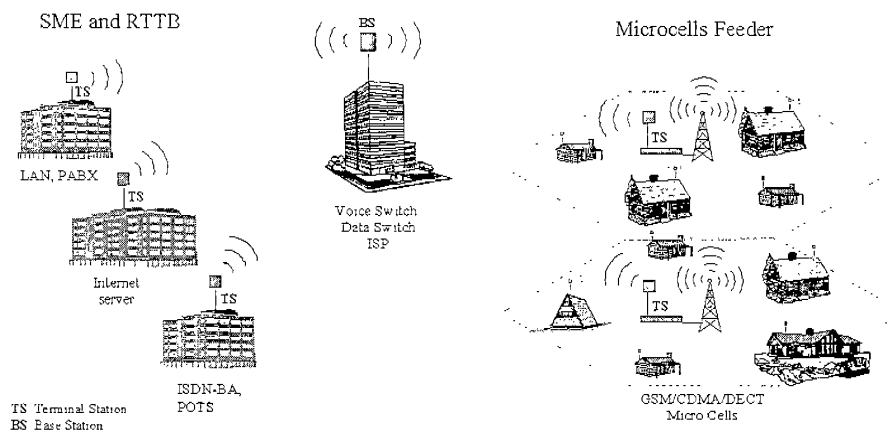 SME and RTTB
BS
Microcells Feeder
TS
LAN, PABX
TS
Internet
server
TS
ISDN-BA,
POTS
Voice Switch
Data Switch
ISP
TS
TS
GSM/CDMA/DECT
Micro Cells
TS Terminal Station
BS Base Station